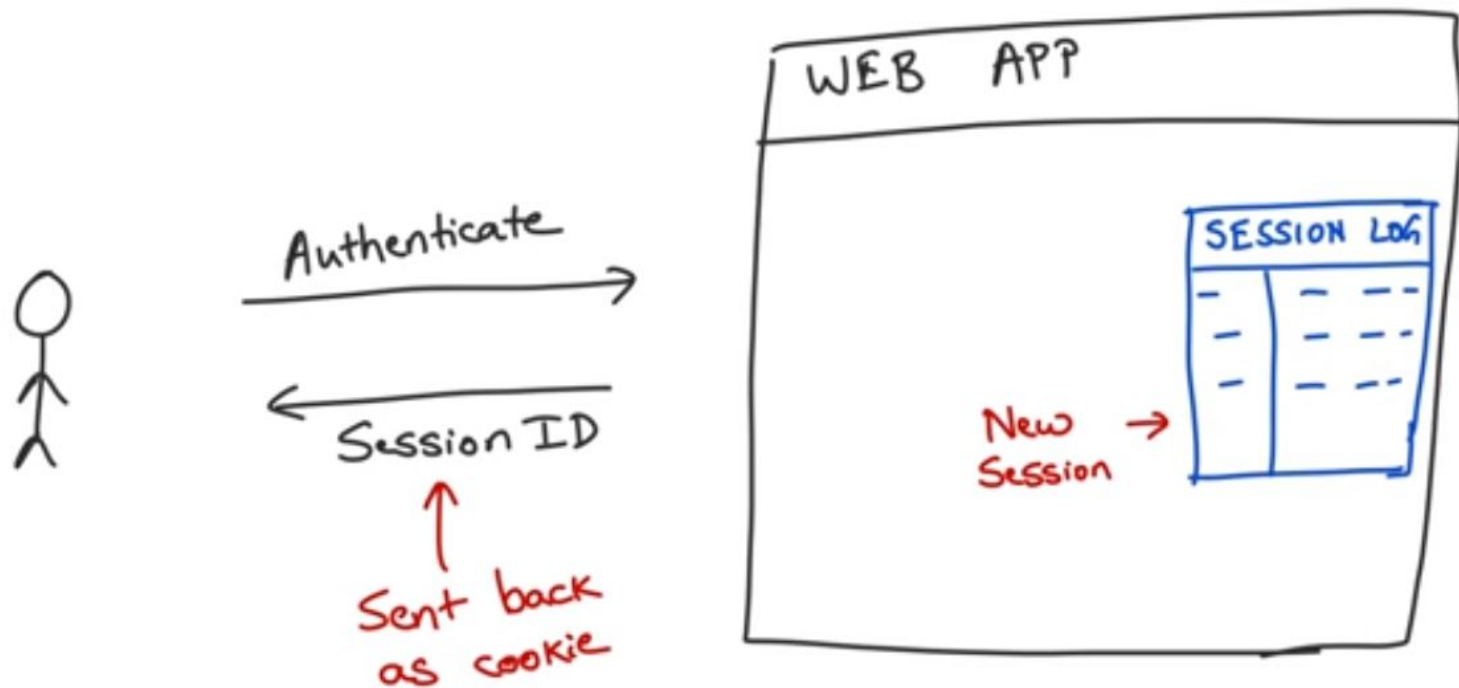 WEB APP
SESSION LOG
Authenticate
Session ID
New
Session
Sent back
as cookie